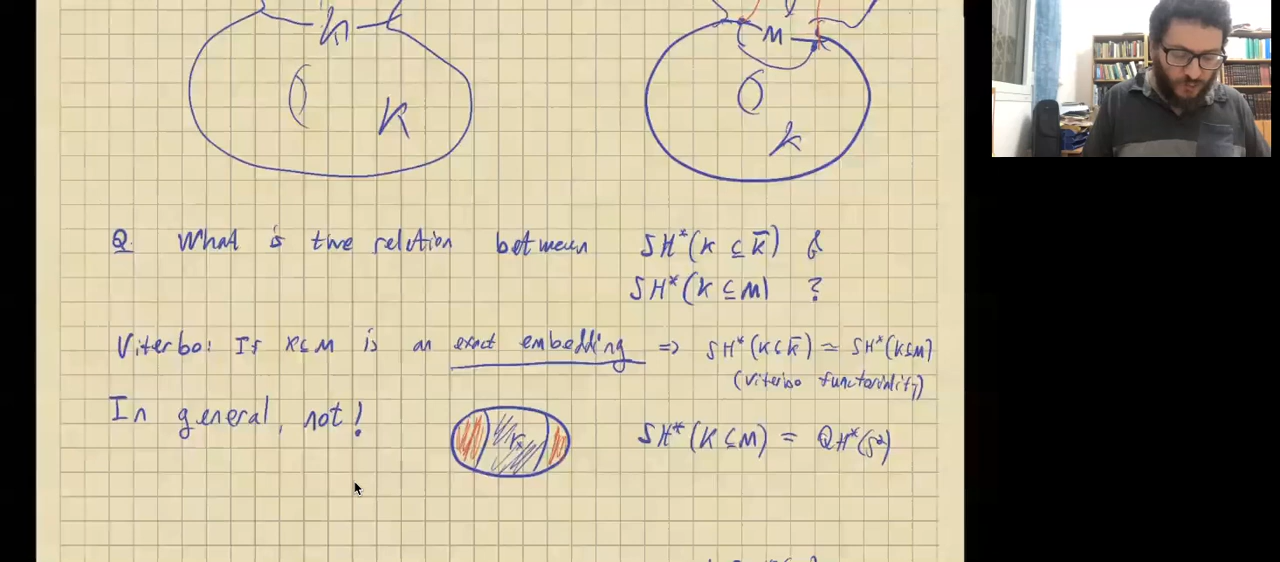 K
M
K
K
Q. What is the relation between SH*(K ⊆ K̄) &
SH*(K ⊆ M) ?
Viterbo: If K⊆M is an exact embedding => SH*(K⊆K̄) ≃ SH*(K⊆M)
(Viterbo functoriality)
In general, not!
K
SH*(K ⊆ M) = QH*(S²)